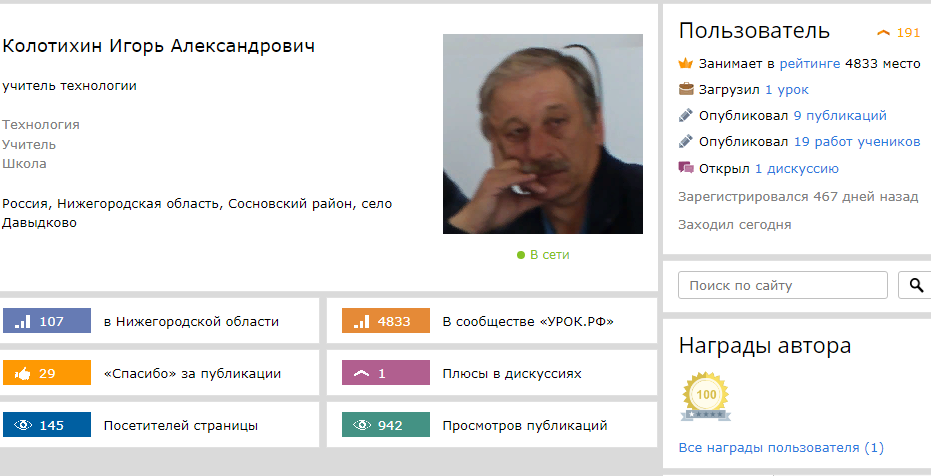 Колотихин Игорь Александрович
учитель технологии
Технология
Учитель
Школа
Россия, Нижегородская область, Сосновский район, село
Давыдково
В сети
107 в Нижегородской области
4833 В сообществе «УРОК.РФ»
29 «Спасибо» за публикации
1 Плюсы в дискуссиях
145 Посетителей страницы
942 Просмотров публикаций
Пользователь 191
Занимает в рейтинге 4833 место
Загрузил 1 урок
Опубликовал 9 публикаций
Опубликовал 19 работ учеников
Открыл 1 дискуссию
Зарегистрировался 467 дней назад
Заходил сегодня
Поиск по сайту
Награды автора
100
Все награды пользователя (1)